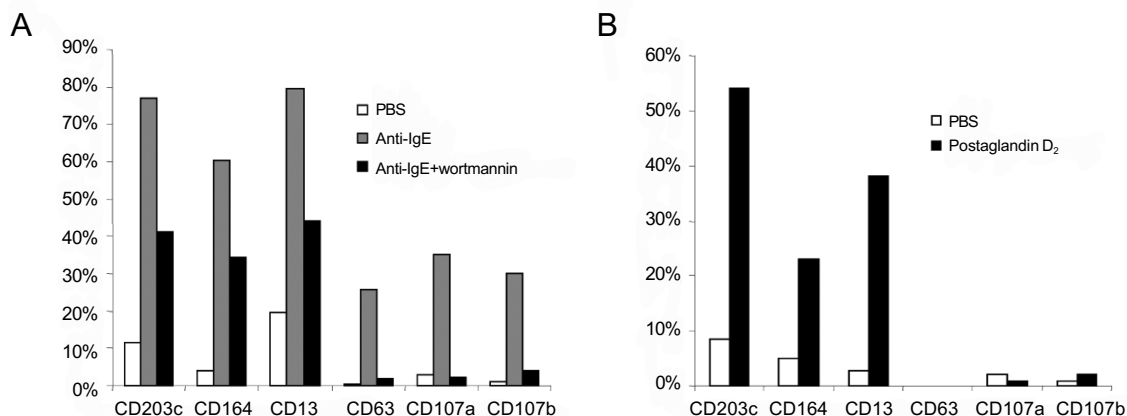 A
90%
80%
70%
60%
50%
40%
30%
20%
10%
0%
PBS
Anti-IgE
Anti-IgE+wortmannin
CD203c CD164 CD13 CD63 CD107a CD107b
B
60%
50%
40%
30%
20%
10%
0%
PBS
Postaglandin D₂
CD203c CD164 CD13 CD63 CD107a CD107b